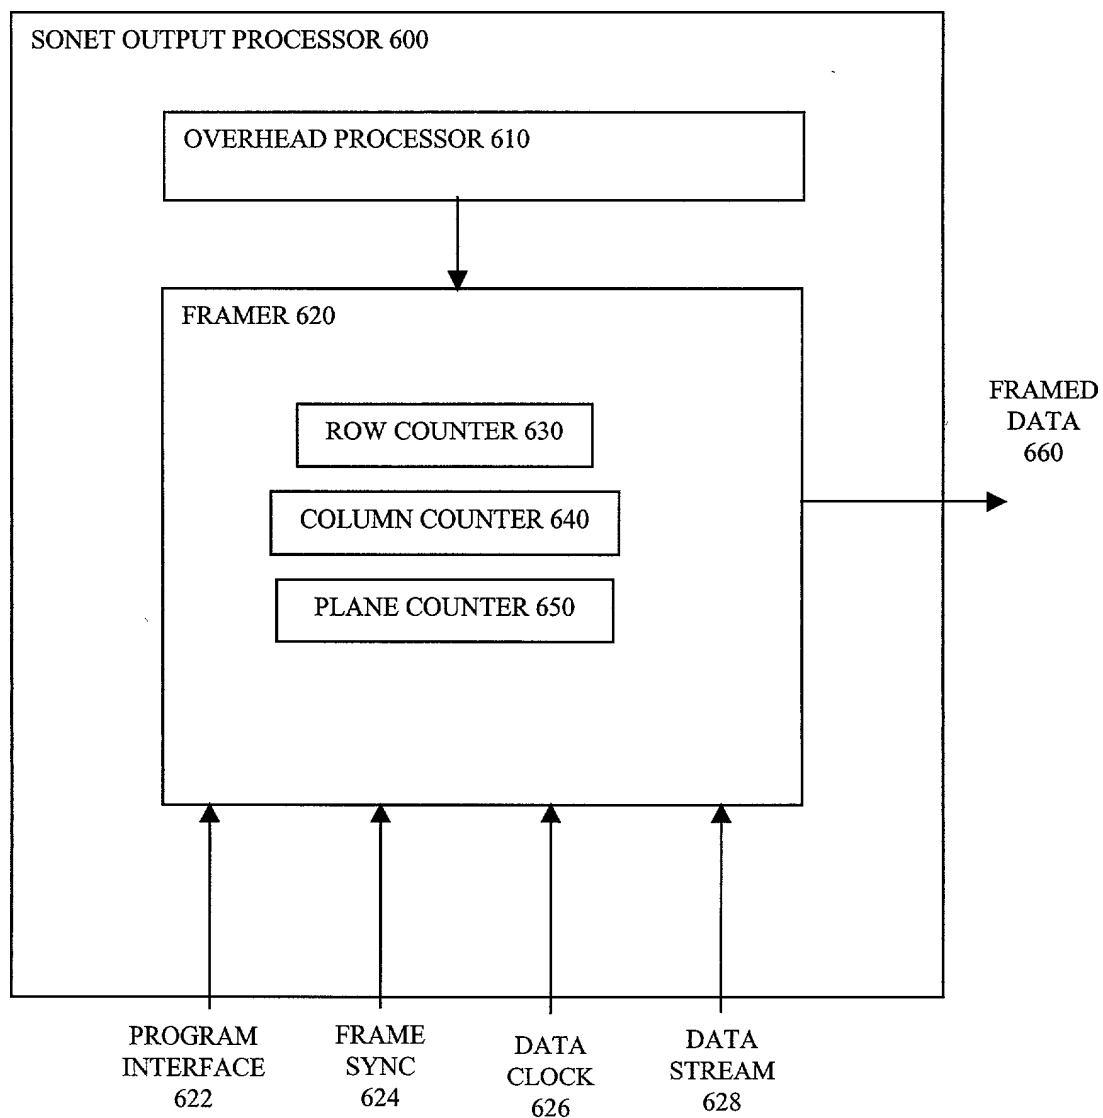 SONET OUTPUT PROCESSOR 600
OVERHEAD PROCESSOR 610
FRAMER 620
ROW COUNTER 630
COLUMN COUNTER 640
PLANE COUNTER 650
FRAMED
DATA
660
PROGRAM
INTERFACE
622
FRAME
SYNC
624
DATA
CLOCK
626
DATA
STREAM
628